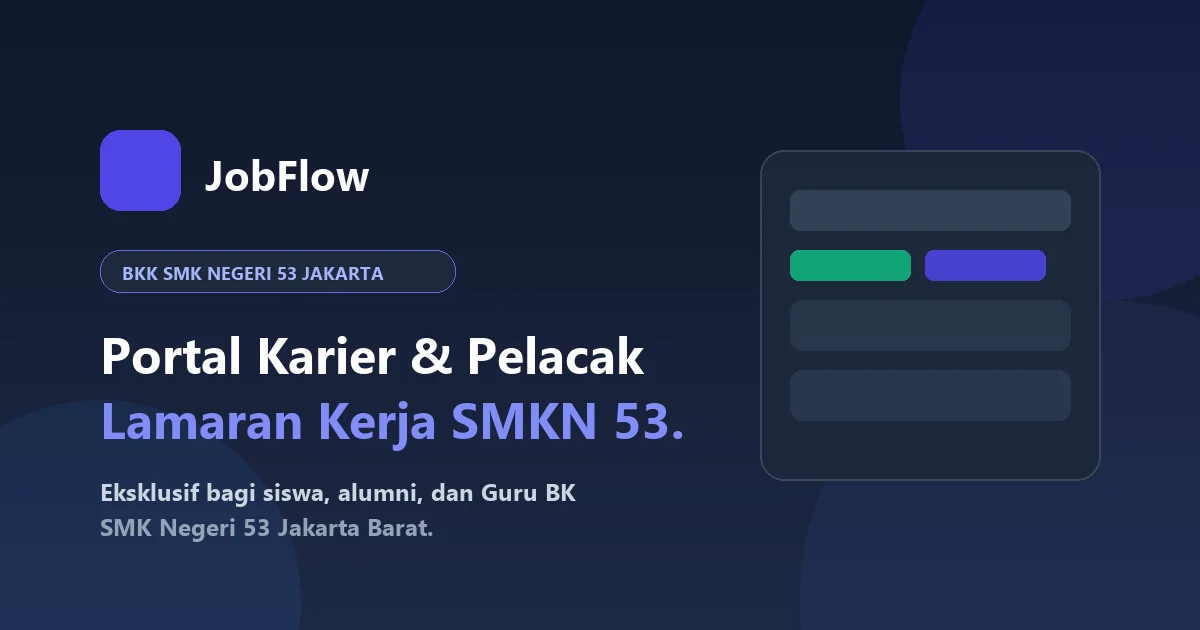 JobFlow
BKK SMK NEGERI 53 JAKARTA
Portal Karier & Pelacak
Lamaran Kerja SMKN 53.
Eksklusif bagi siswa, alumni, dan Guru BK
SMK Negeri 53 Jakarta Barat.